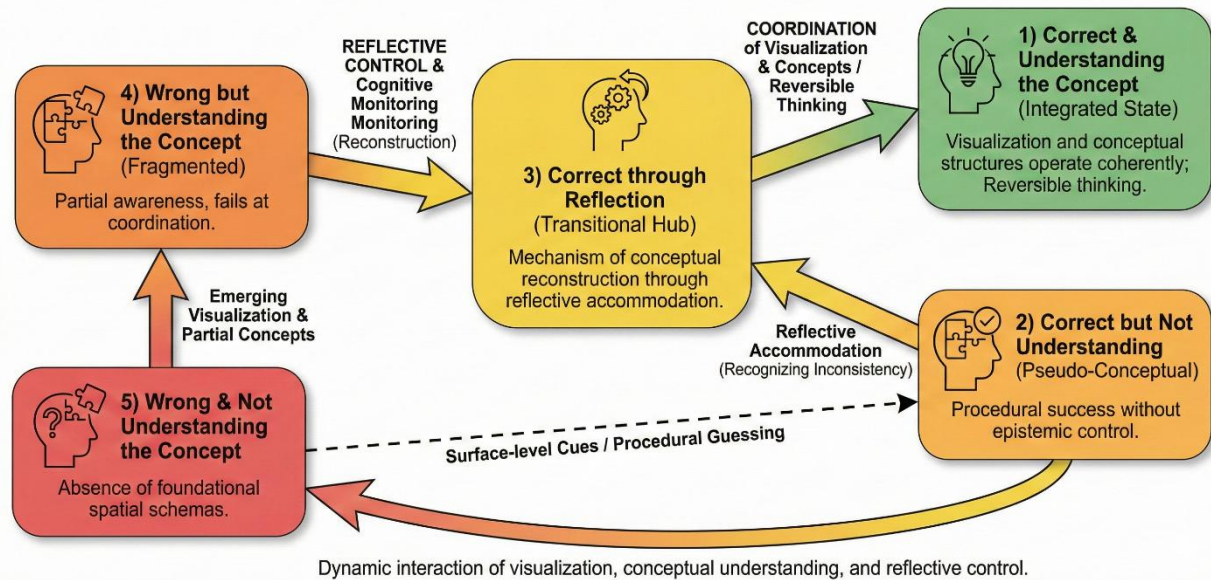 4) Wrong but
Understanding
the Concept
(Fragmented)
Partial awareness, fails at
coordination.
REFLECTIVE
CONTROL &
Cognitive
Monitoring
Monitoring
(Reconstruction)
3) Correct through
Reflection
(Transitional Hub)
Mechanism of conceptual
reconstruction through
reflective accommodation.
COORDINATION
of Visualization
& Concepts /
Reversible
Thinking
1) Correct &
Understanding
the Concept
(Integrated State)
Visualization and conceptual
structures operate coherently;
Reversible thinking.
Emerging
Visualization &
Partial Concepts
Reflective
Accommodation
(Recognizing Inconsistency)
2) Correct but Not
Understanding
(Pseudo-Conceptual)
Procedural success without
epistemic control.
?
5) Wrong & Not
Understanding
the Concept
Absence of foundational
spatial schemas.
Surface-level Cues / Procedural Guessing
Dynamic interaction of visualization, conceptual understanding, and reflective control.